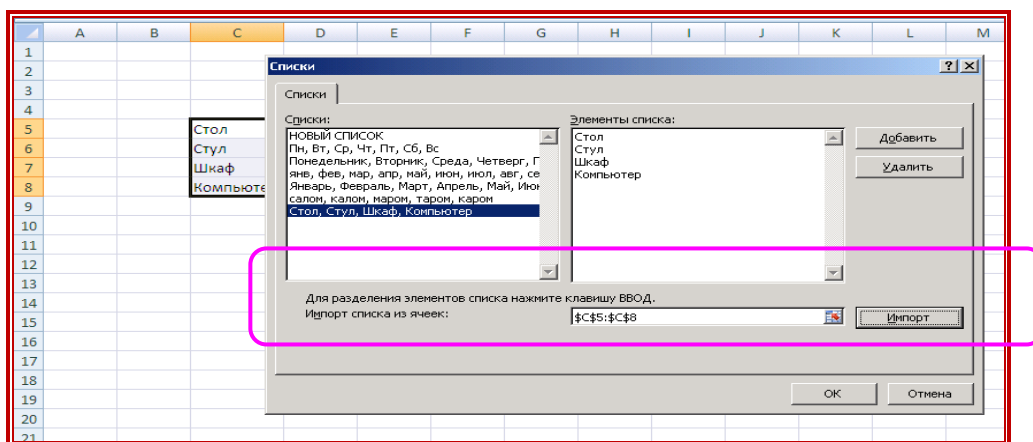 A B C D E F G H I J K L M
1
2
3
4
5
6
7
8
9
10
11
12
13
14
15
16
17
18
19
20
21
Стол
Стул
Шкаф
Компьюте
Списки
Списки
Списки:
НОВЫЙ СПИСОК
Пн, Вт, Ср, Чт, Пт, Сб, Вс
Понедельник, Вторник, Среда, Четверг, П
янв, фев, мар, апр, май, июн, июл, авг, се
Январь, Февраль, Март, Апрель, Май, Июн
салом, калом, маром, таром, каром
Стол, Стул, Шкаф, Компьютер
Элементы списка:
Стол
Стул
Шкаф
Компьютер
Добавить
Удалить
Для разделения элементов списка нажмите клавишу ВВОД.
Импорт списка из ячеек:
$C$5:$C$8
Импорт
ОК
Отмена